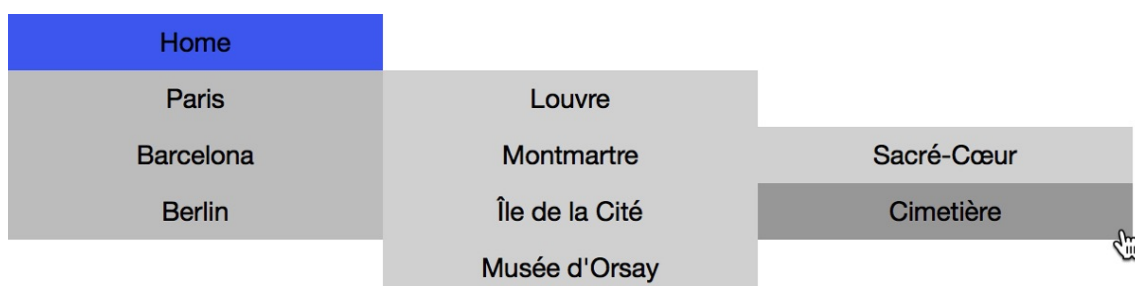 Home
Paris
Louvre
Barcelona
Montmartre
Sacré-Cœur
Berlin
Île de la Cité
Cimetière
Musée d'Orsay